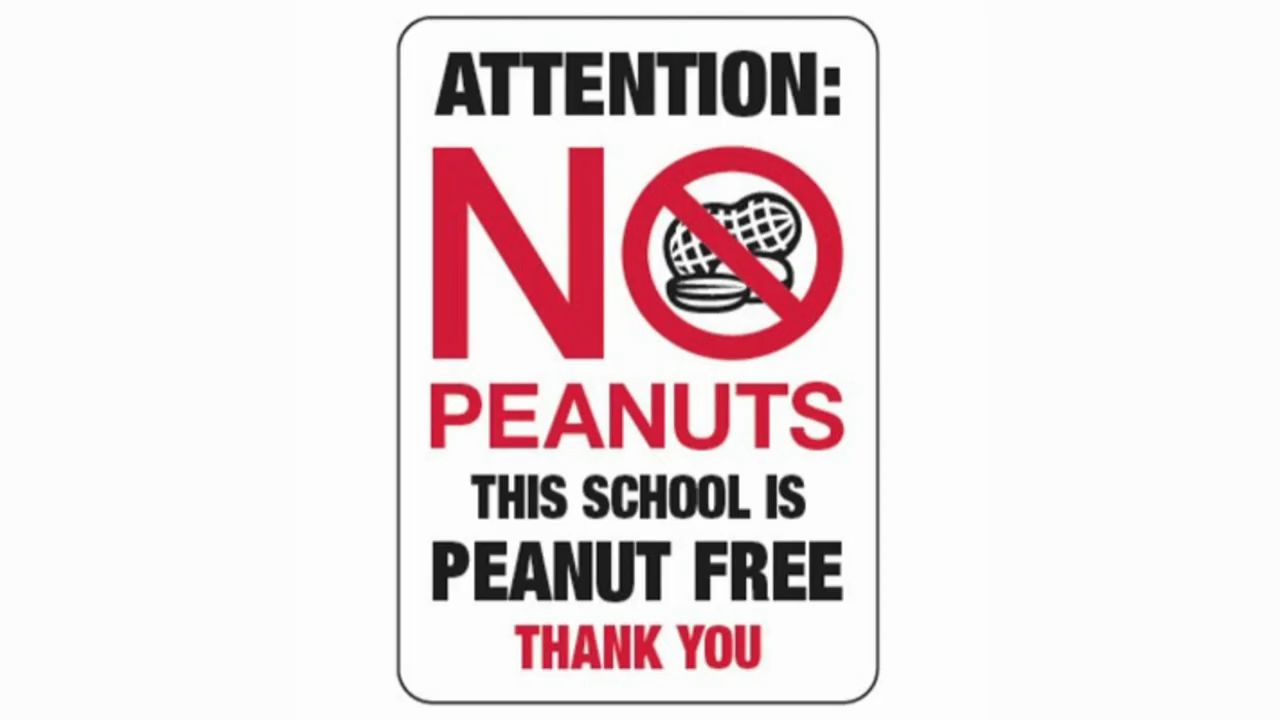 ATTENTION:
NO
PEANUTS
THIS SCHOOL IS
PEANUT FREE
THANK YOU